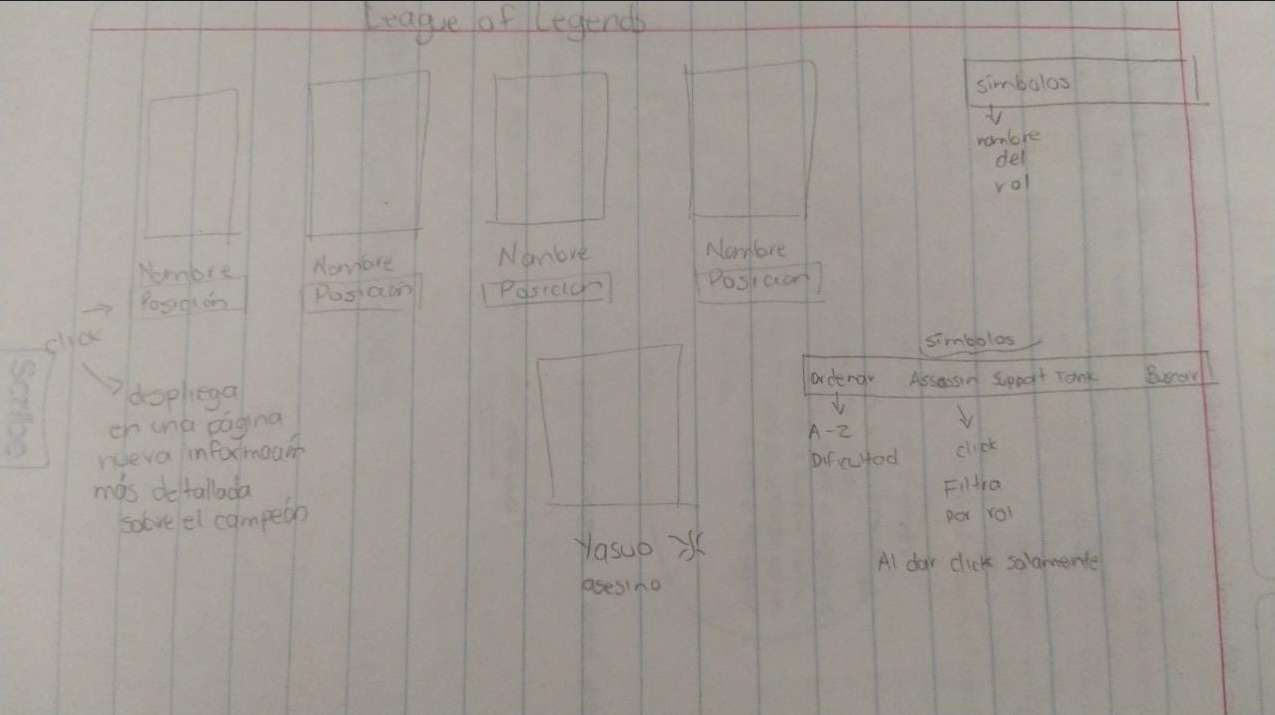 League of Legends
Nombre
Posición
Nombre
Posición
Nombre
Posición
Nombre
Posicion
click
despliega
en una página
nueva información
más detallada
sobre el campeón
Scribe
Yasuo
asesino
símbolos
nombre
del
rol
símbolos
Ordenar Assassin Support Tank Buscar
A-Z
Dificultad
click
Filtra
por rol
Al dar click solamente